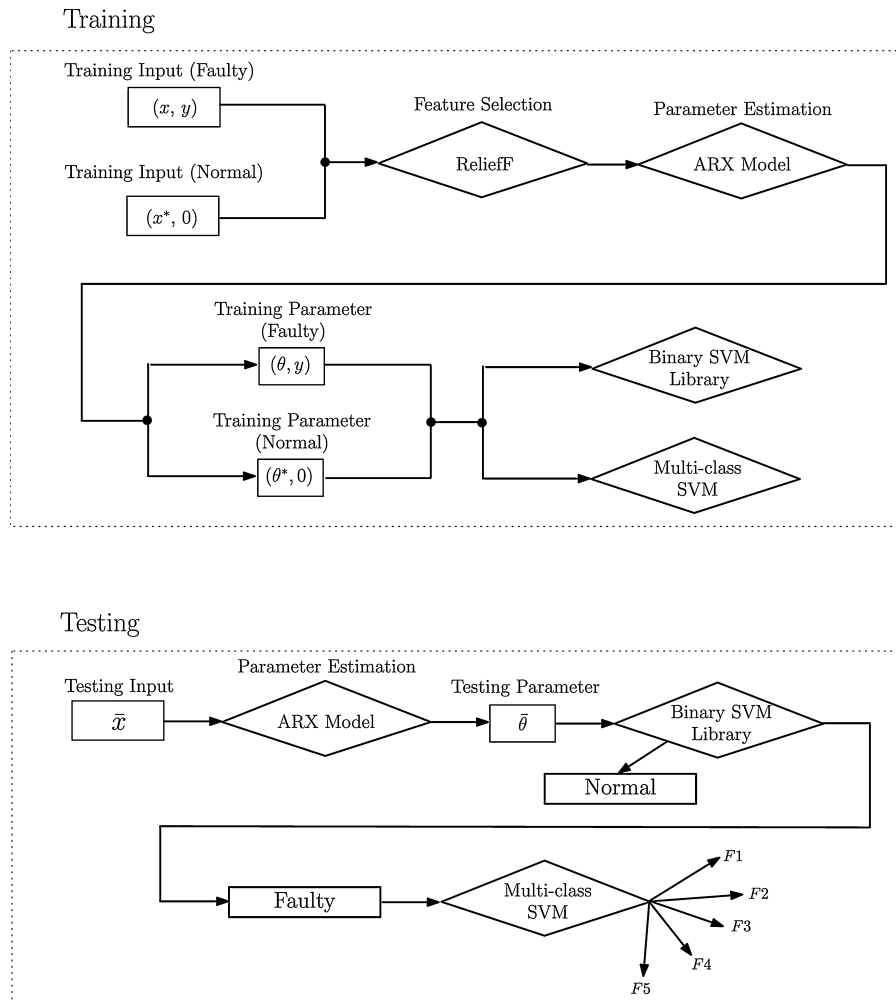 Training
Training Input (Faulty)
(x, y)
Feature Selection
Parameter Estimation
ReliefF
ARX Model
Training Input (Normal)
(x*, 0)
Training Parameter
(Faulty)
(θ, y)
Binary SVM
Library
Training Parameter
(Normal)
(θ*, 0)
Multi-class
SVM
Testing
Parameter Estimation
Testing Input
Testing Parameter
x̄
ARX Model
θ̄
Binary SVM
Library
Normal
Faulty
Multi-class
SVM
F1
F2
F3
F4
F5